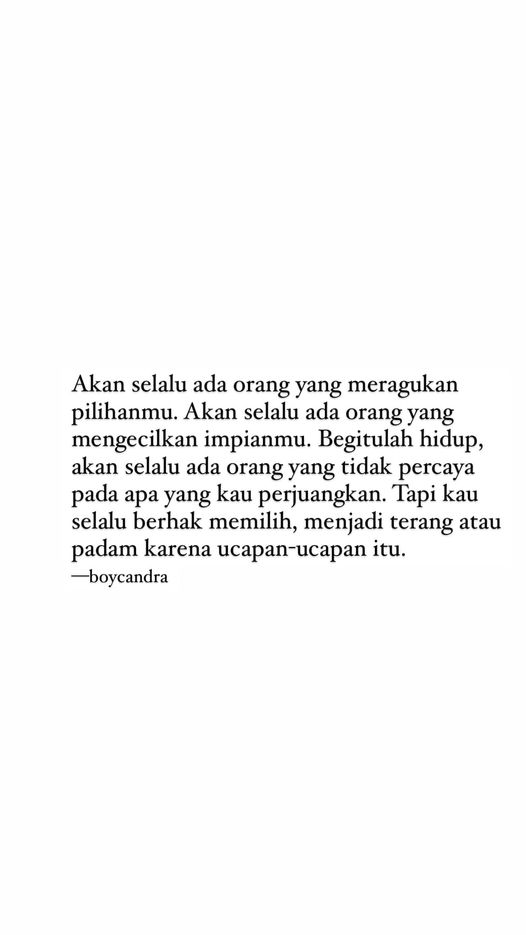 Akan selalu ada orang yang meragukan
pilihanmu. Akan selalu ada orang yang
mengecilkan impianmu. Begitulah hidup,
akan selalu ada orang yang tidak percaya
pada apa yang kau perjuangkan. Tapi kau
selalu berhak memilih, menjadi terang atau
padam karena ucapan-ucapan itu.
—boycandra